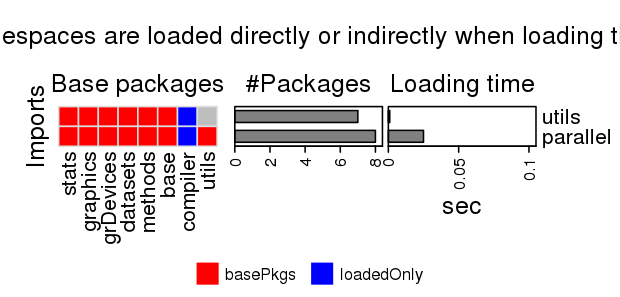 espaces are loaded directly or indirectly when loading t
Base packages #Packages Loading time
Imports
utils
parallel
stats
graphics
grDevices
datasets
methods
base
compiler
utils
0 2 4 6 8
0 0.05 0.1
sec
basePkgs loadedOnly